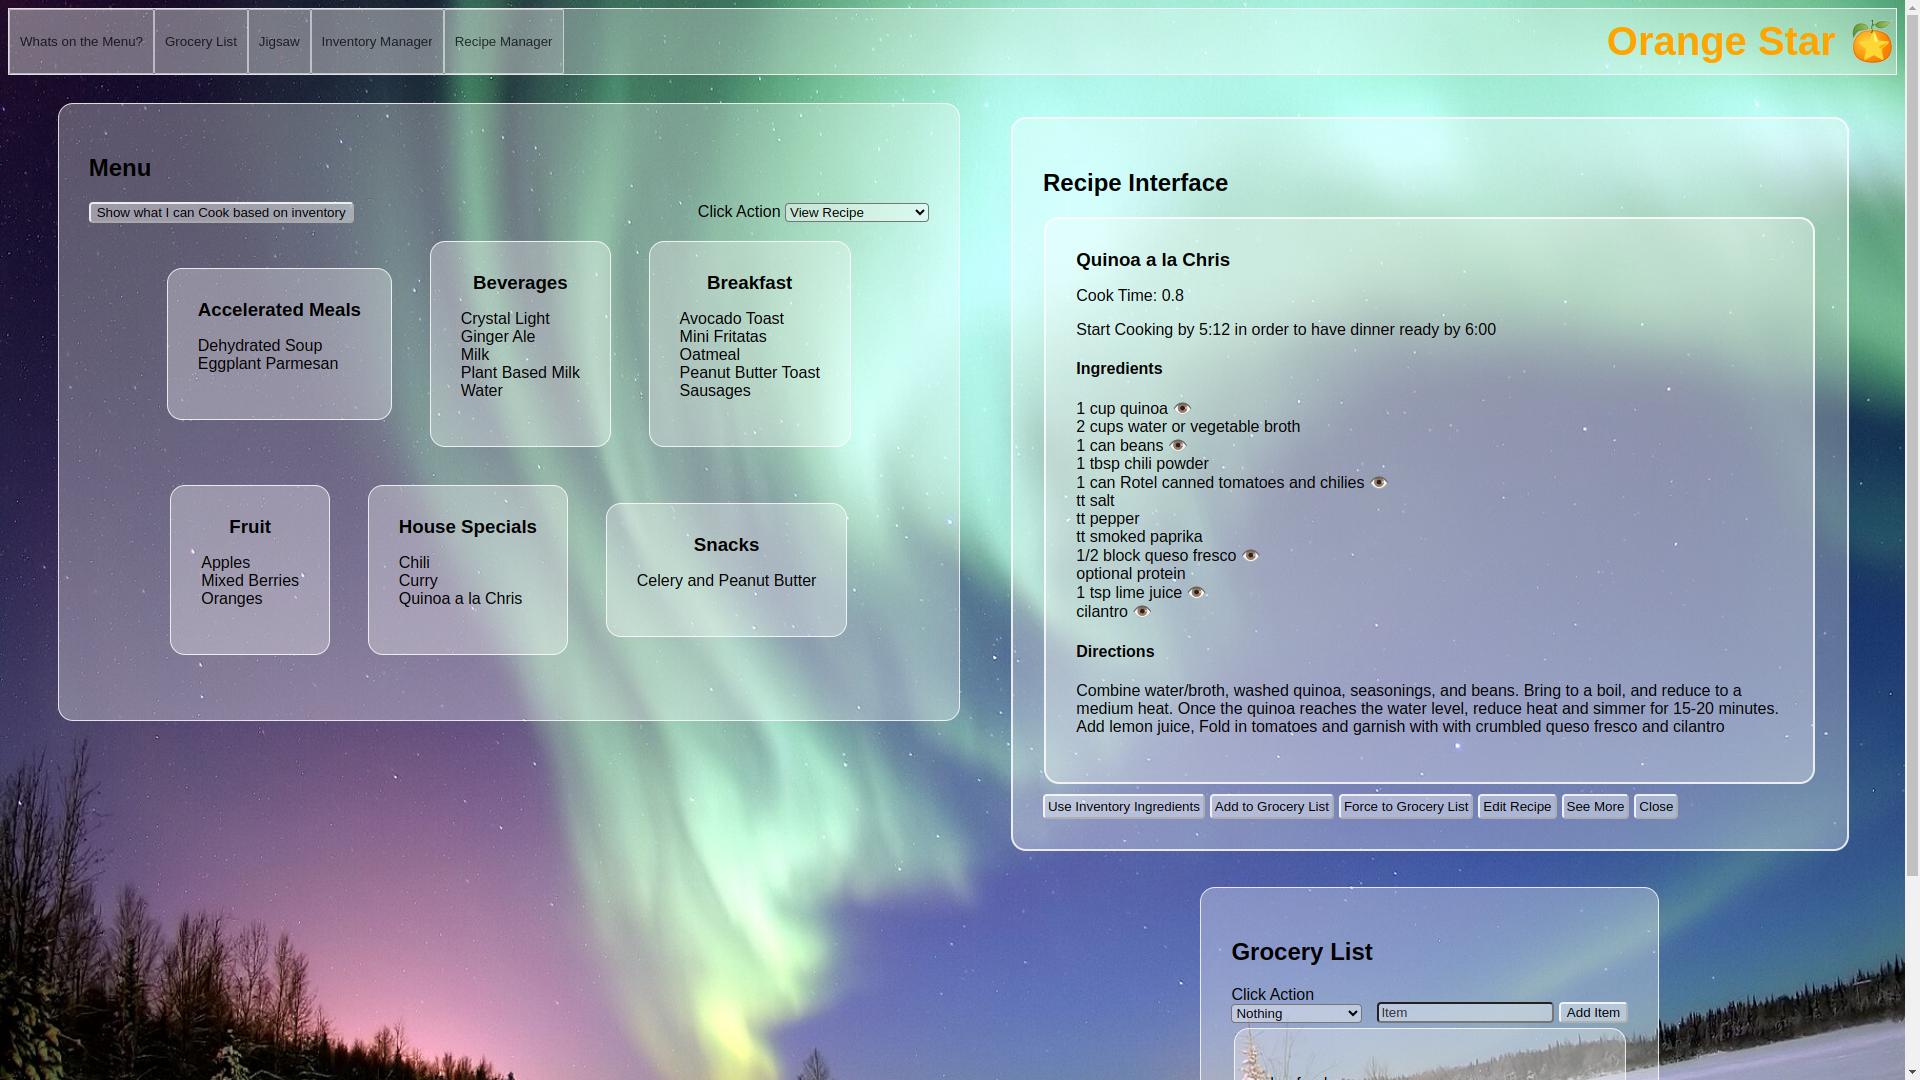 Whats on the Menu?
Grocery List
Jigsaw
Inventory Manager
Recipe Manager
Orange Star
Menu
Show what I can Cook based on inventory
Click Action View Recipe
Accelerated Meals
Dehydrated Soup
Eggplant Parmesan
Beverages
Crystal Light
Ginger Ale
Milk
Plant Based Milk
Water
Breakfast
Avocado Toast
Mini Fritatas
Oatmeal
Peanut Butter Toast
Sausages
Fruit
Apples
Mixed Berries
Oranges
House Specials
Chili
Curry
Quinoa a la Chris
Snacks
Celery and Peanut Butter
Recipe Interface
Quinoa a la Chris
Cook Time: 0.8
Start Cooking by 5:12 in order to have dinner ready by 6:00
Ingredients
1 cup quinoa
2 cups water or vegetable broth
1 can beans
1 tbsp chili powder
1 can Rotel canned tomatoes and chilies
tt salt
tt pepper
tt smoked paprika
1/2 block queso fresco
optional protein
1 tsp lime juice
cilantro
Directions
Combine water/broth, washed quinoa, seasonings, and beans. Bring to a boil, and reduce to a
medium heat. Once the quinoa reaches the water level, reduce heat and simmer for 15-20 minutes.
Add lemon juice, Fold in tomatoes and garnish with with crumbled queso fresco and cilantro
Use Inventory Ingredients
Add to Grocery List
Force to Grocery List
Edit Recipe
See More
Close
Grocery List
Click Action
Nothing
Item
Add Item